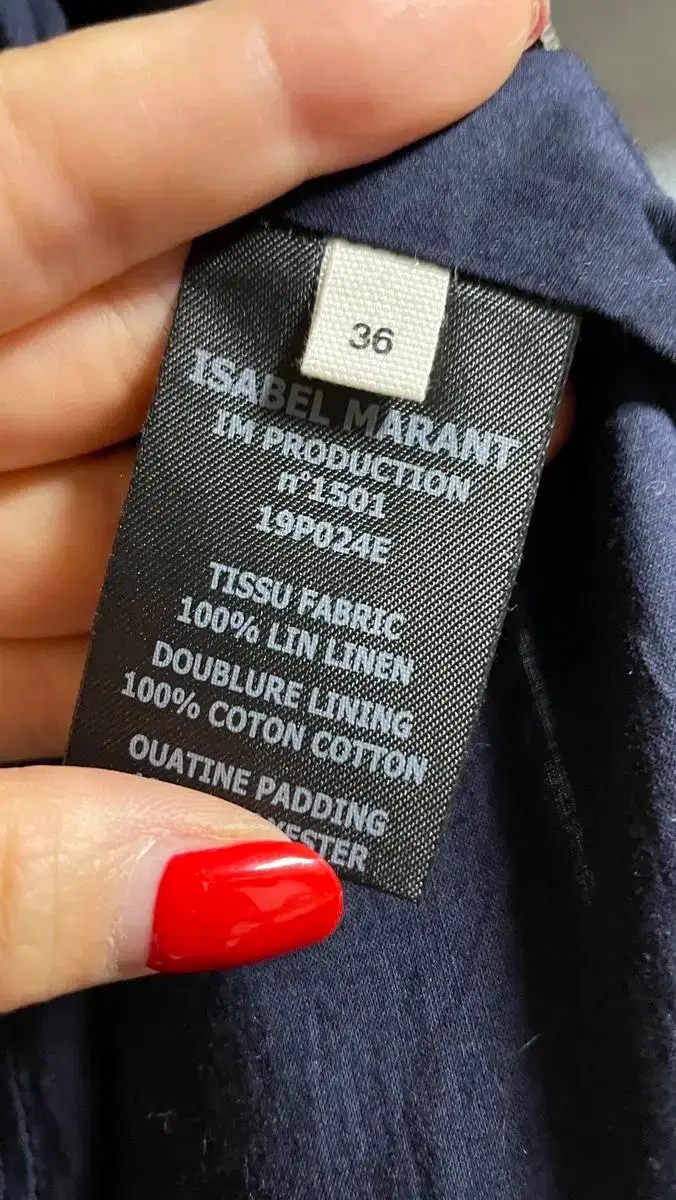 36
ISABEL MARANT
IM PRODUCTION
n°1501
19P024E
TISSU FABRIC
100% LIN LINEN
DOUBLURE LINING
100% COTON COTTON
OUATINE PADDING